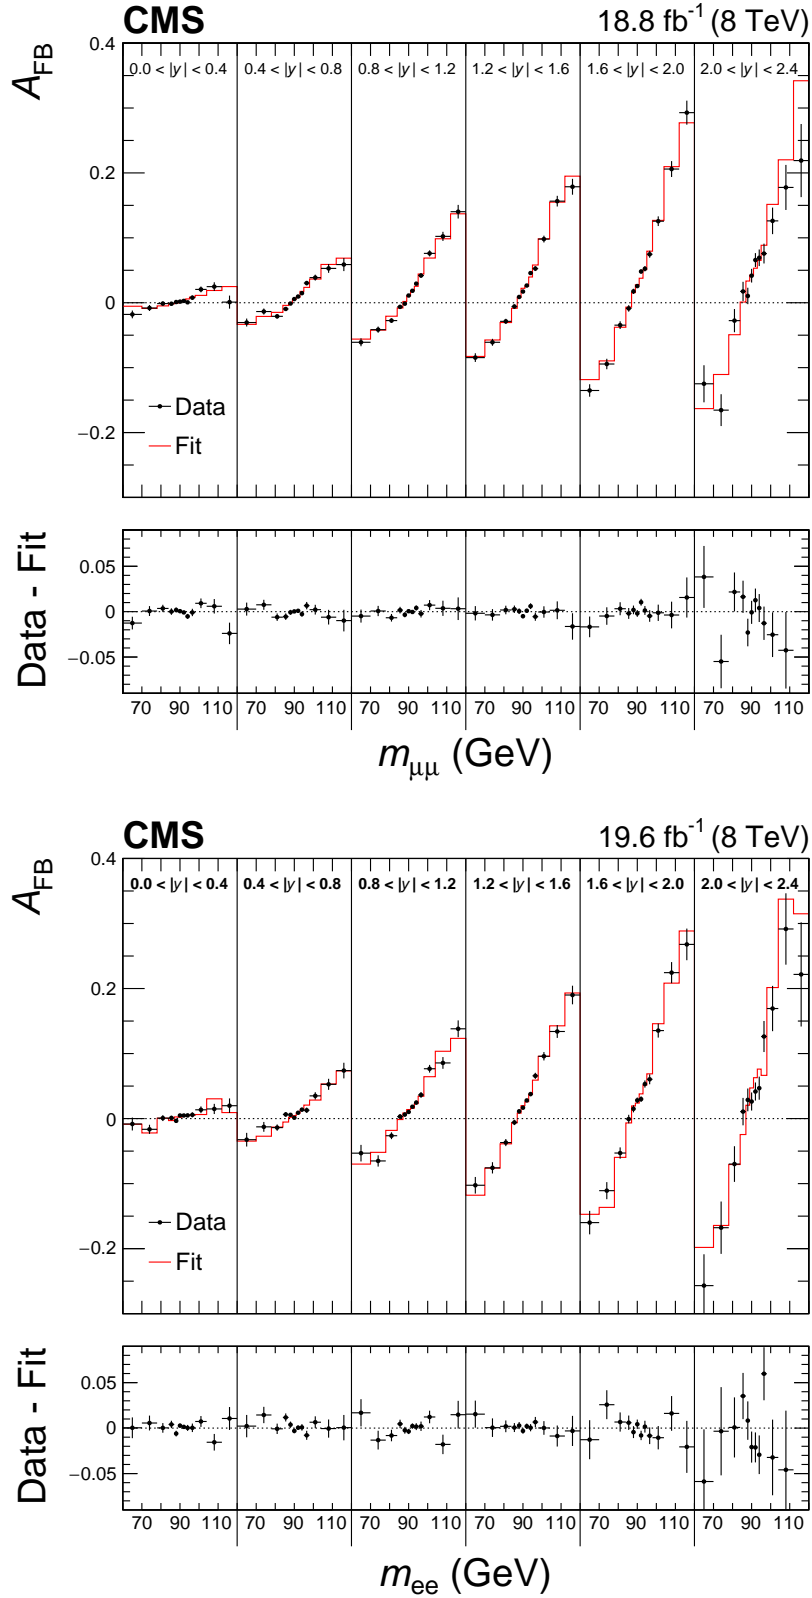 CMS 18.8 fb-1 (8 TeV)
AFB
0.4
0.0 < |y| < 0.4 0.4 < |y| < 0.8 0.8 < |y| < 1.2 1.2 < |y| < 1.6 1.6 < |y| < 2.0 2.0 < |y| < 2.4
0.2
0
Data
−0.2
Fit
Data - Fit
0.05
0
−0.05
70 90 110 70 90 110 70 90 110 70 90 110 70 90 110 70 90 110
mμμ (GeV)
CMS 19.6 fb-1 (8 TeV)
AFB
0.4
0.0 < |y| < 0.4 0.4 < |y| < 0.8 0.8 < |y| < 1.2 1.2 < |y| < 1.6 1.6 < |y| < 2.0 2.0 < |y| < 2.4
0.2
0
Data
−0.2
Fit
Data - Fit
0.05
0
−0.05
70 90 110 70 90 110 70 90 110 70 90 110 70 90 110 70 90 110
mee (GeV)